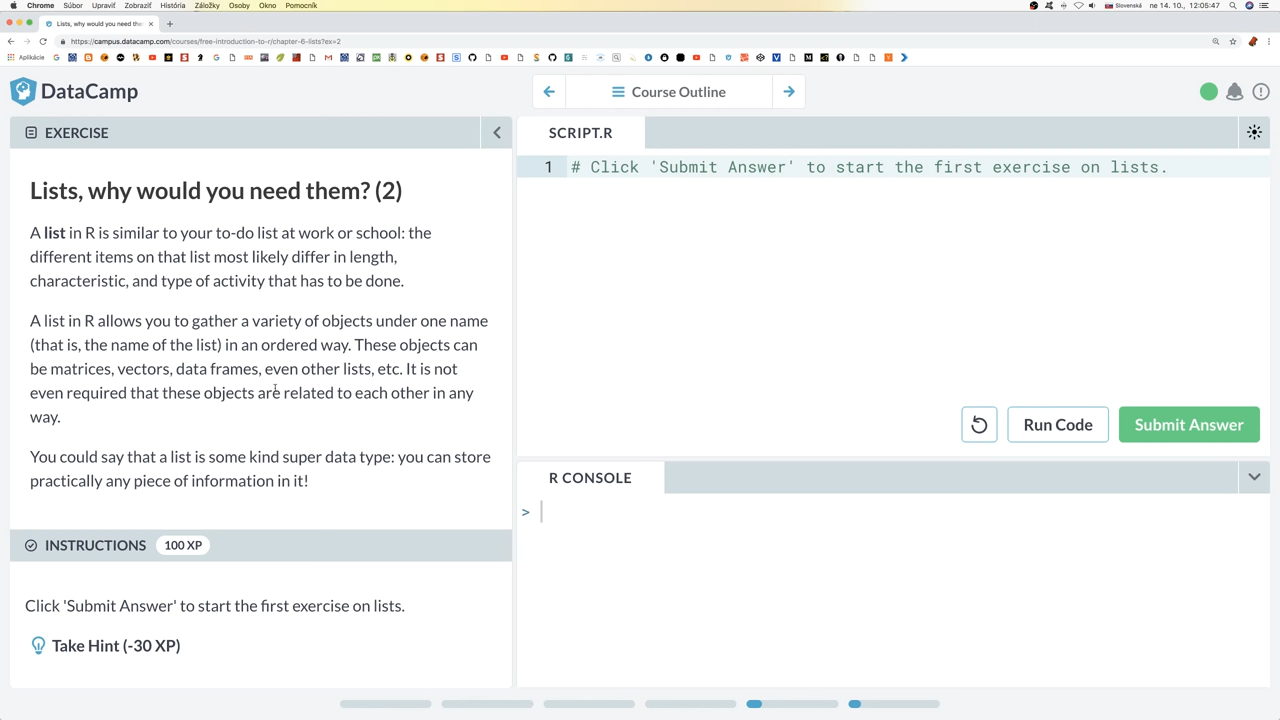 Chrome Súbor Upraviť Zobraziť História Záložky Osoby Okno Pomocník
Slovenská ne 14. 10., 12:05:47
Lists, why would you need them
https://campus.datacamp.com/courses/free-introduction-to-r/chapter-6-lists?ex=2
Aplikácie
DataCamp
Course Outline
EXERCISE
SCRIPT.R
Lists, why would you need them? (2)
A list in R is similar to your to-do list at work or school: the
different items on that list most likely differ in length,
characteristic, and type of activity that has to be done.
A list in R allows you to gather a variety of objects under one name
(that is, the name of the list) in an ordered way. These objects can
be matrices, vectors, data frames, even other lists, etc. It is not
even required that these objects are related to each other in any
way.
You could say that a list is some kind super data type: you can store
practically any piece of information in it!
INSTRUCTIONS 100 XP
Click 'Submit Answer' to start the first exercise on lists.
Take Hint (-30 XP)
1 # Click 'Submit Answer' to start the first exercise on lists.
Run Code Submit Answer
R CONSOLE
>